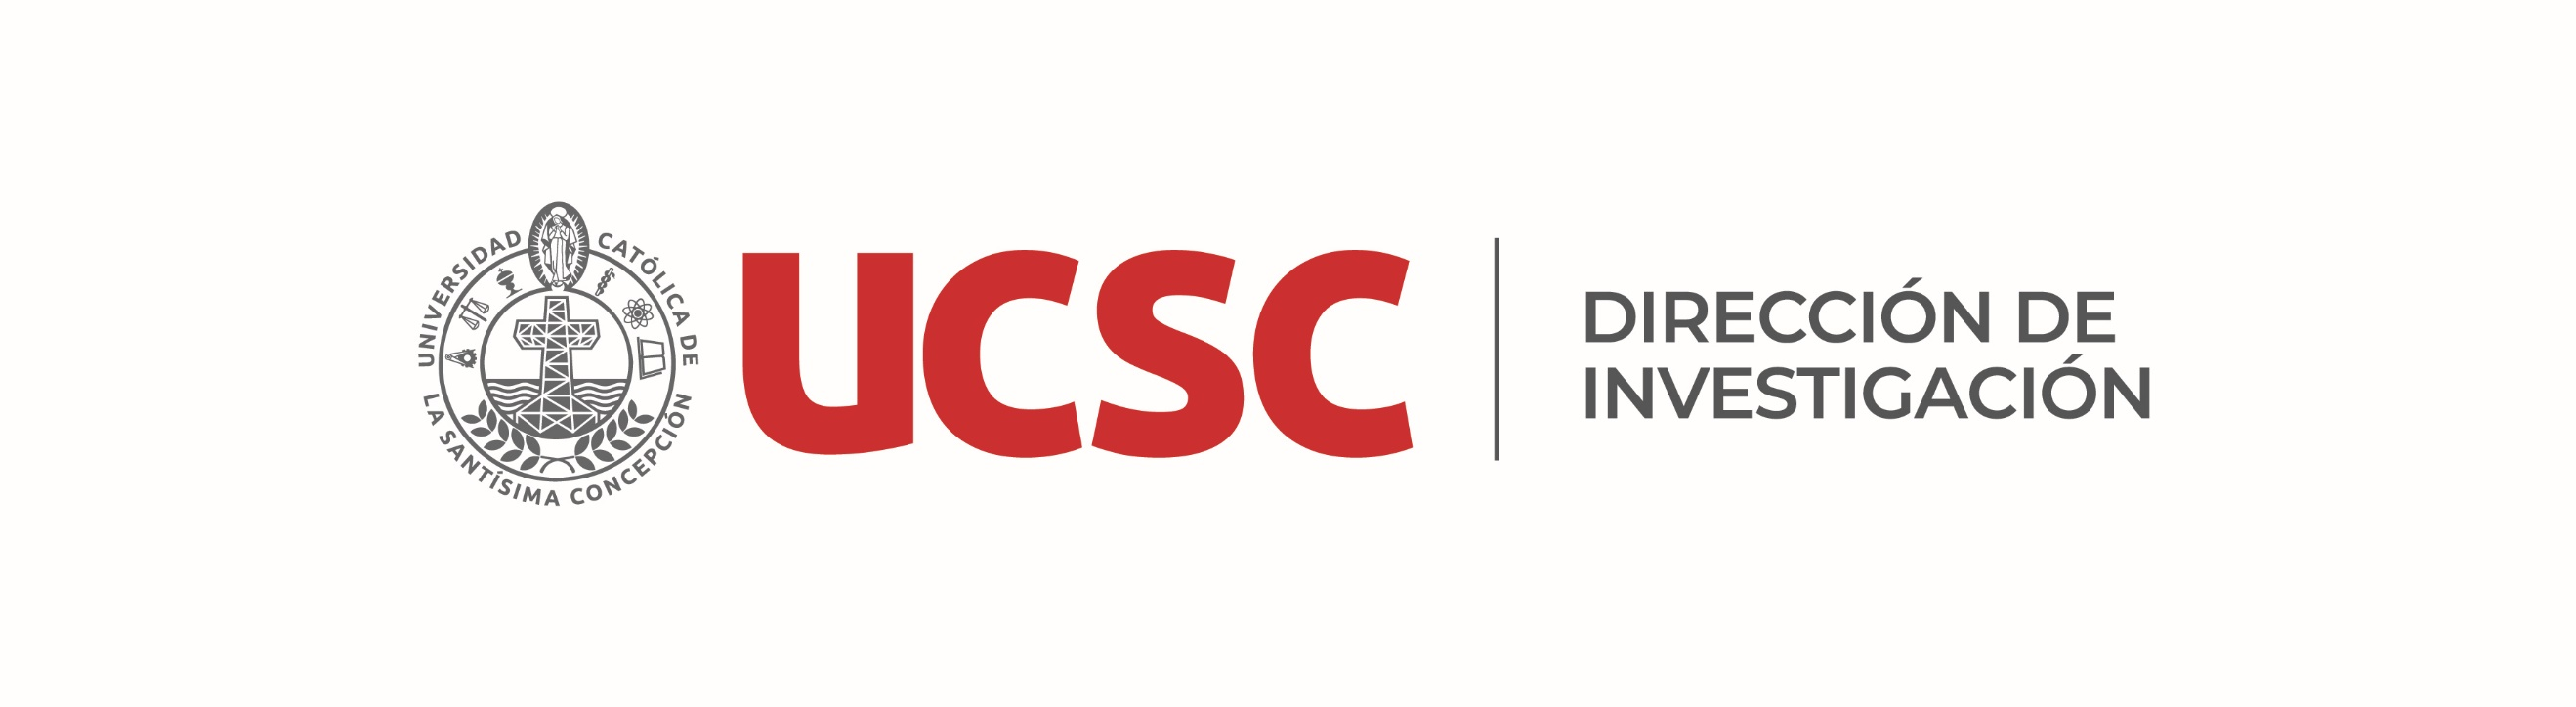 UNIVERSIDAD CATÓLICA DE
LA SANTÍSIMA CONCEPCIÓN
UCSC
DIRECCIÓN DE
INVESTIGACIÓN